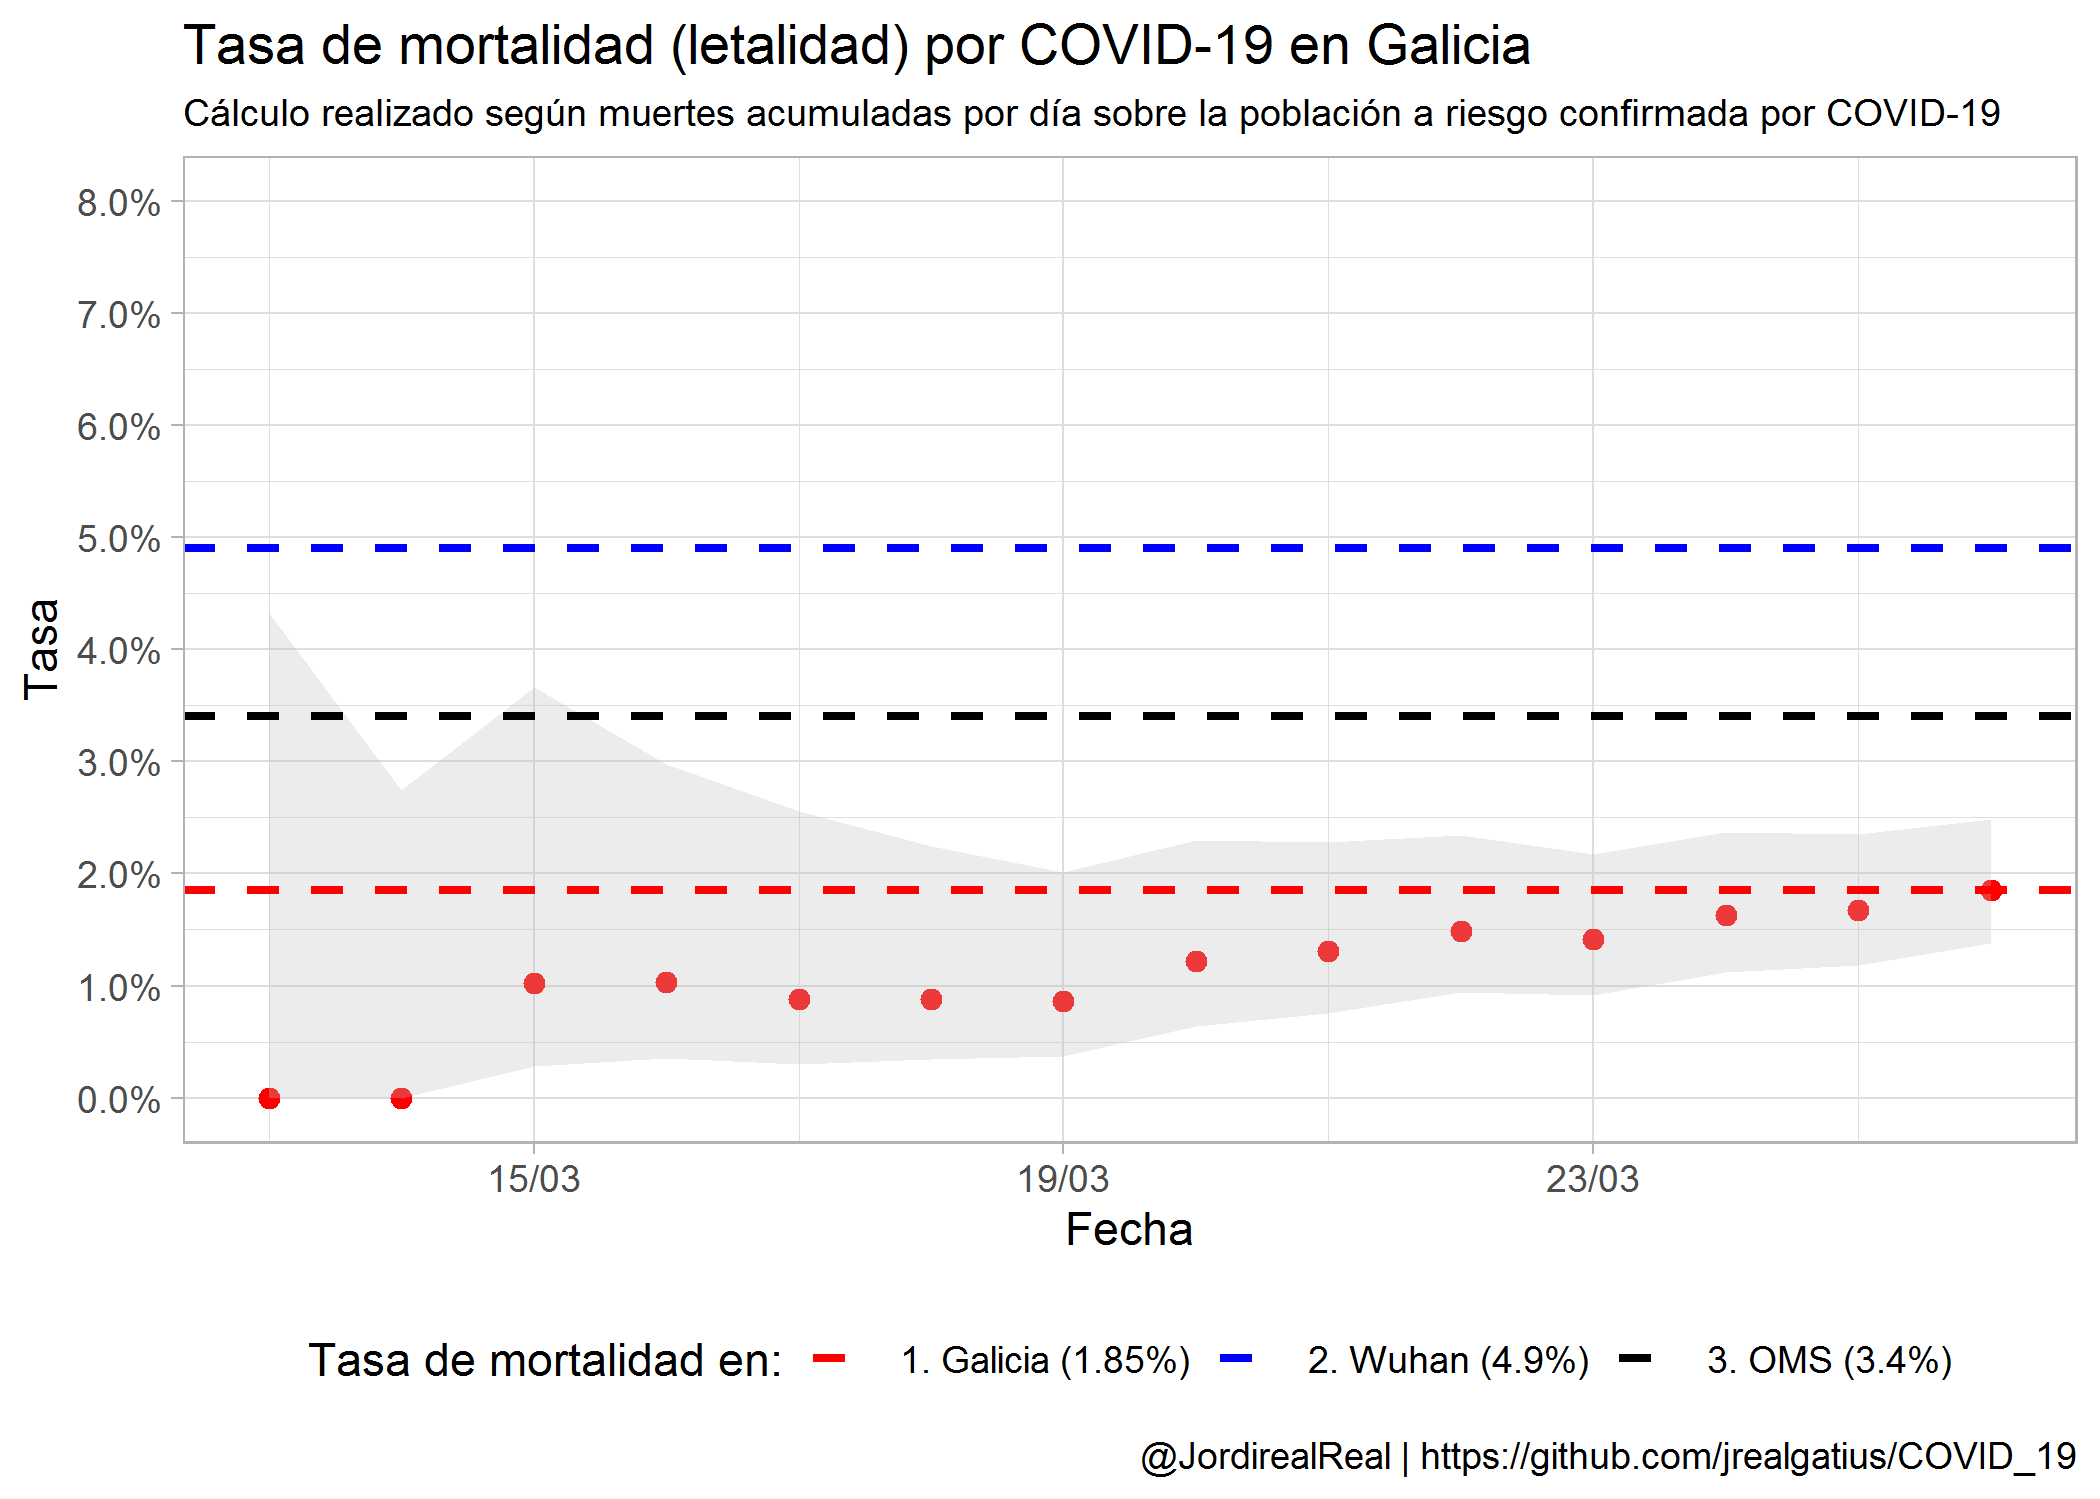 Tasa de mortalidad (letalidad) por COVID-19 en Galicia
Cálculo realizado según muertes acumuladas por día sobre la población a riesgo confirmada por COVID-19
8.0%
7.0%
6.0%
5.0%
4.0%
3.0%
2.0%
1.0%
0.0%
Tasa
15/03 19/03 23/03
Fecha
Tasa de mortalidad en: 1. Galicia (1.85%) 2. Wuhan (4.9%) 3. OMS (3.4%)
@JordirealReal | https://github.com/jrealgatius/COVID_19